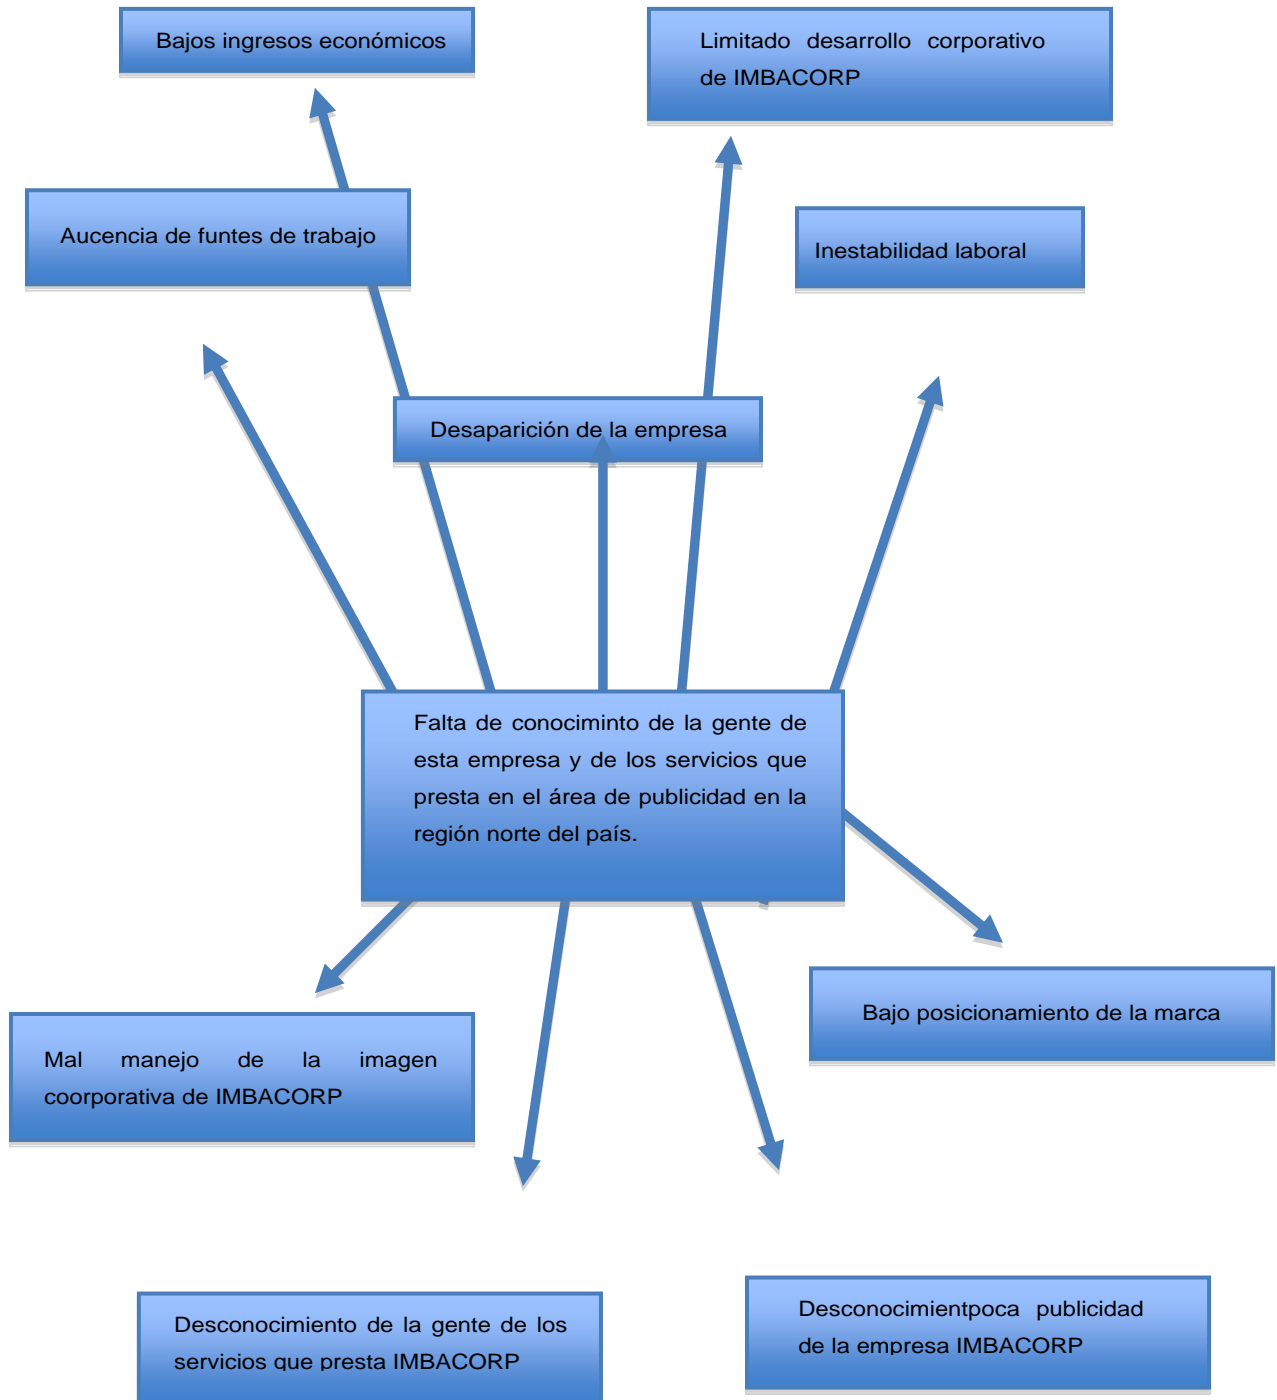 Bajos ingresos económicos
Limitado desarrollo corporativo
de IMBACORP
Aucencia de funtes de trabajo
Inestabilidad laboral
Desaparición de la empresa
Falta de conociminto de la gente de
esta empresa y de los servicios que
presta en el área de publicidad en la
región norte del país.
Bajo posicionamiento de la marca
Mal manejo de la imagen
coorporativa de IMBACORP
Desconocimiento de la gente de los
servicios que presta IMBACORP
Desconocimientpoca publicidad
de la empresa IMBACORP